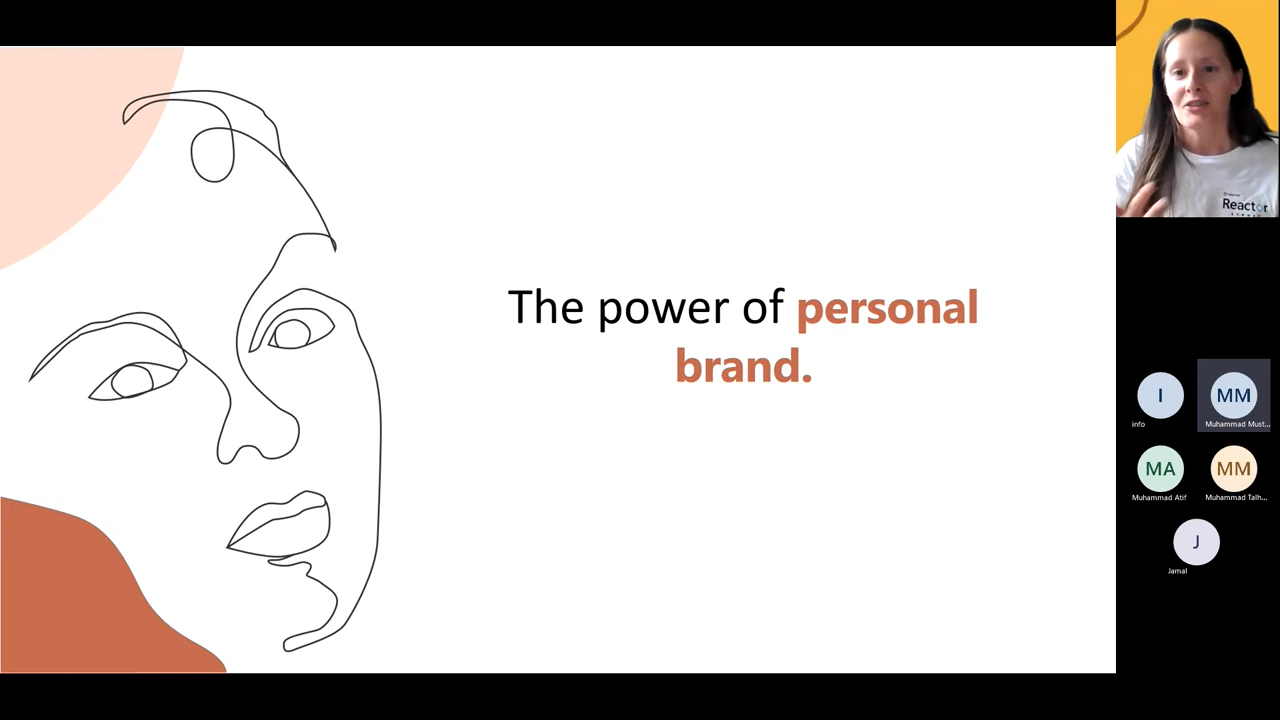 The power of personal
brand.
Reactor
I
info
MM
Muhammad Must...
MA
Muhammad Atif
MM
Muhammad Talh...
J
Jamal